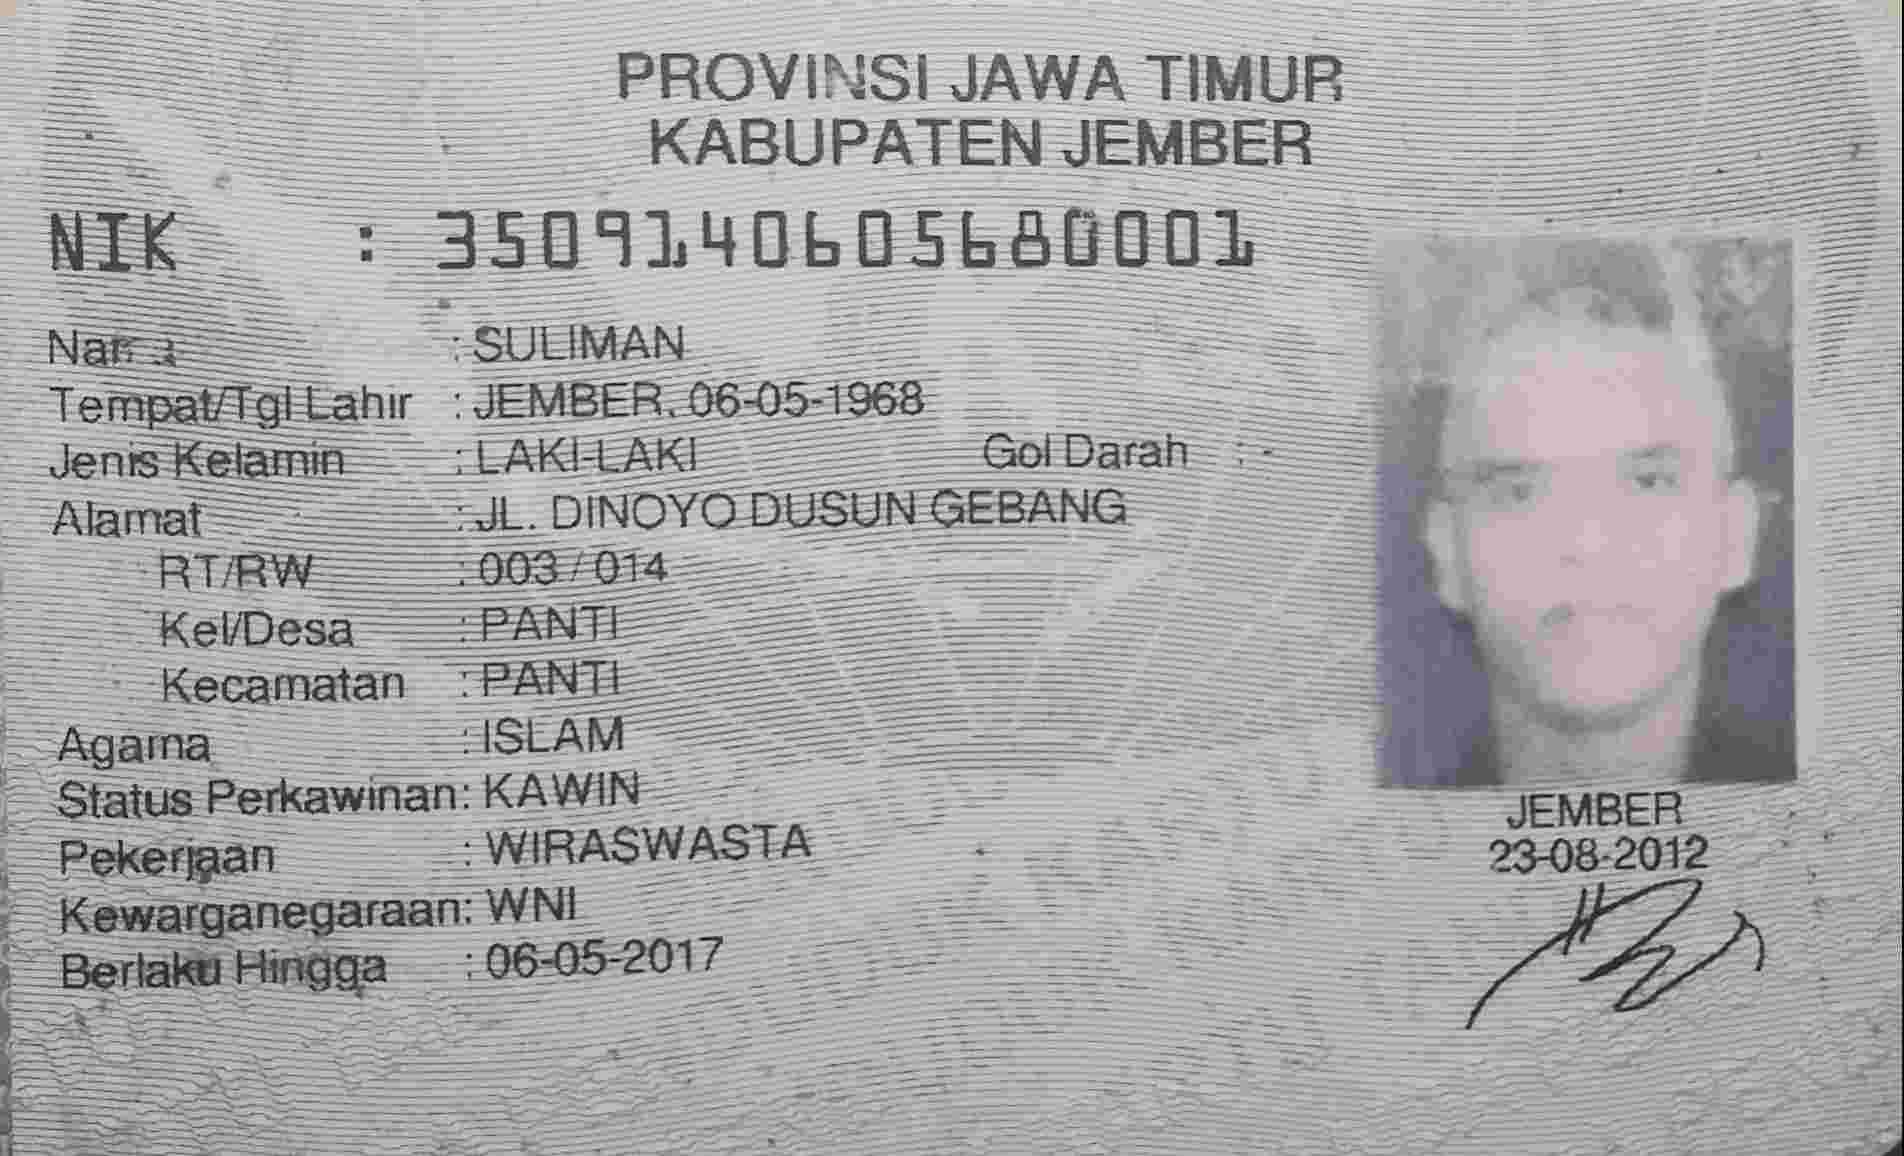 PROVINSI JAWA TIMUR
KABUPATEN JEMBER
NIK : 3509140605680001
Nama : SULIMAN
Tempat/Tgl Lahir : JEMBER, 06-05-1968
Jenis Kelamin : LAKI-LAKI Gol Darah : -
Alamat : JL. DINOYO DUSUN GEBANG
RT/RW : 003 / 014
Kel/Desa : PANTI
Kecamatan : PANTI
Agama : ISLAM
Status Perkawinan: KAWIN
Pekerjaan : WIRASWASTA
Kewarganegaraan: WNI
Berlaku Hingga : 06-05-2017
JEMBER
23-08-2012